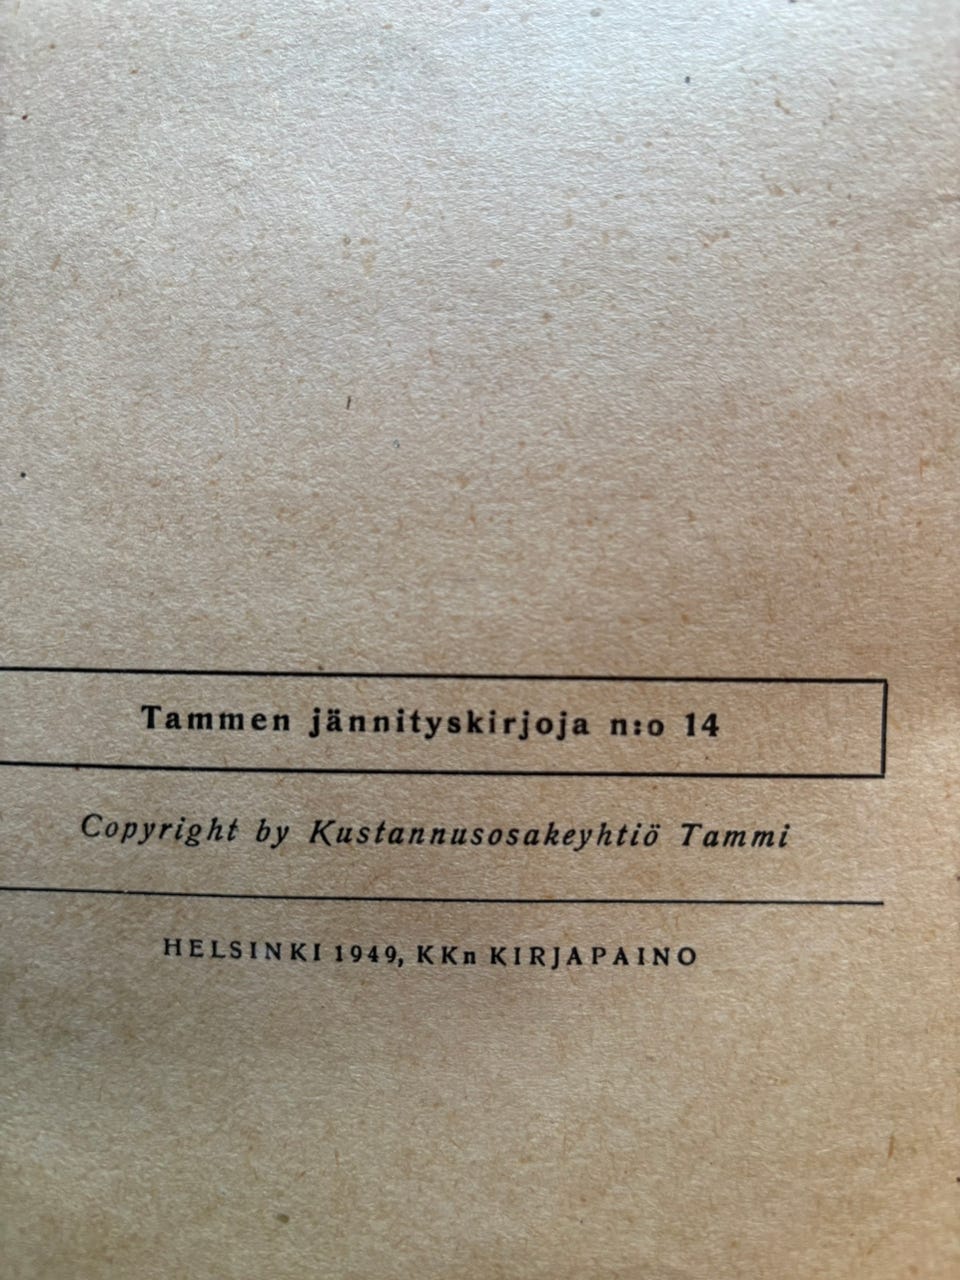 Tammen jännityskirjoja n:o 14
Copyright by Kustannusosakeyhtiö Tammi
HELSINKI 1949, KKn KIRJAPAINO